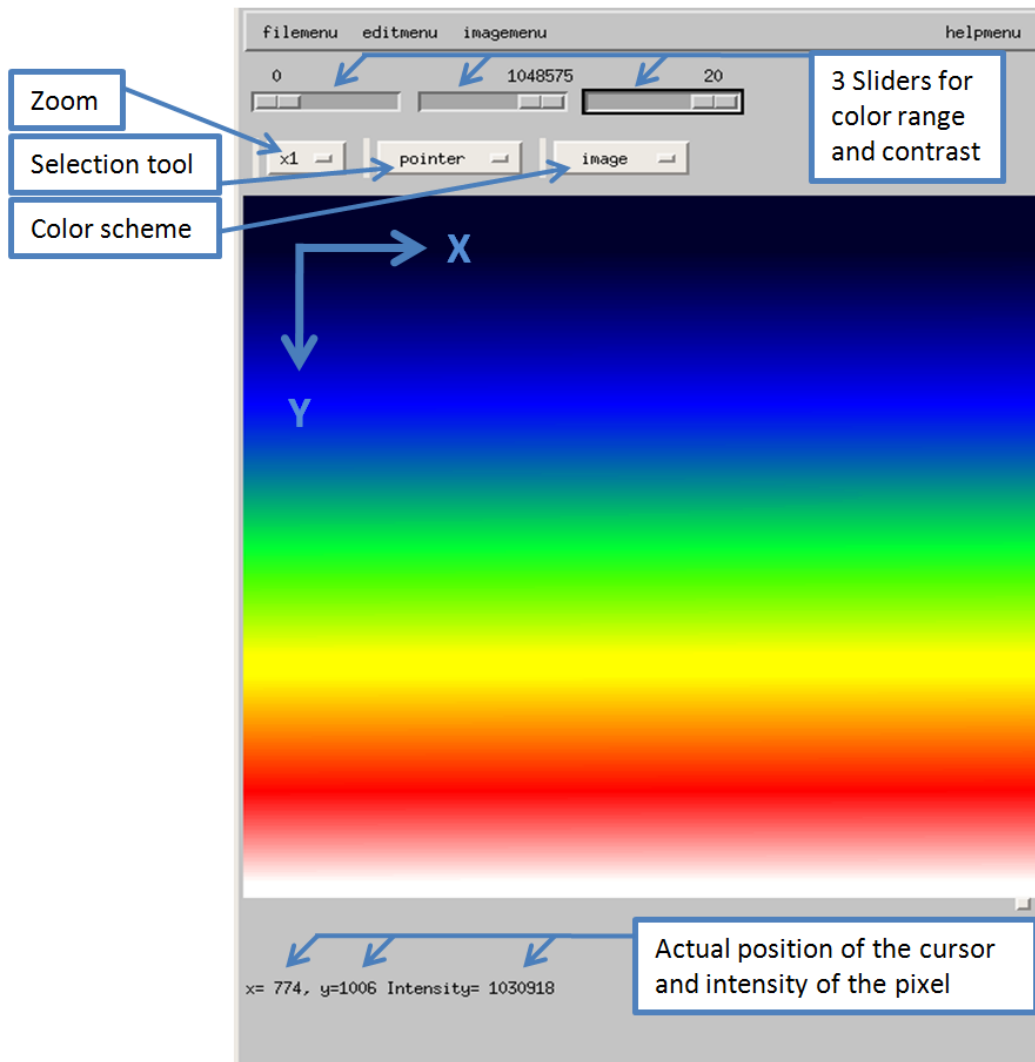 filemenu editmenu imagemenu helpmenu
0 1048575 20
3 Sliders for
color range
and contrast
Zoom
x1 pointer image
Selection tool
Color scheme
X
Y
Actual position of the cursor
and intensity of the pixel
x= 774, y=1006 Intensity= 1030918